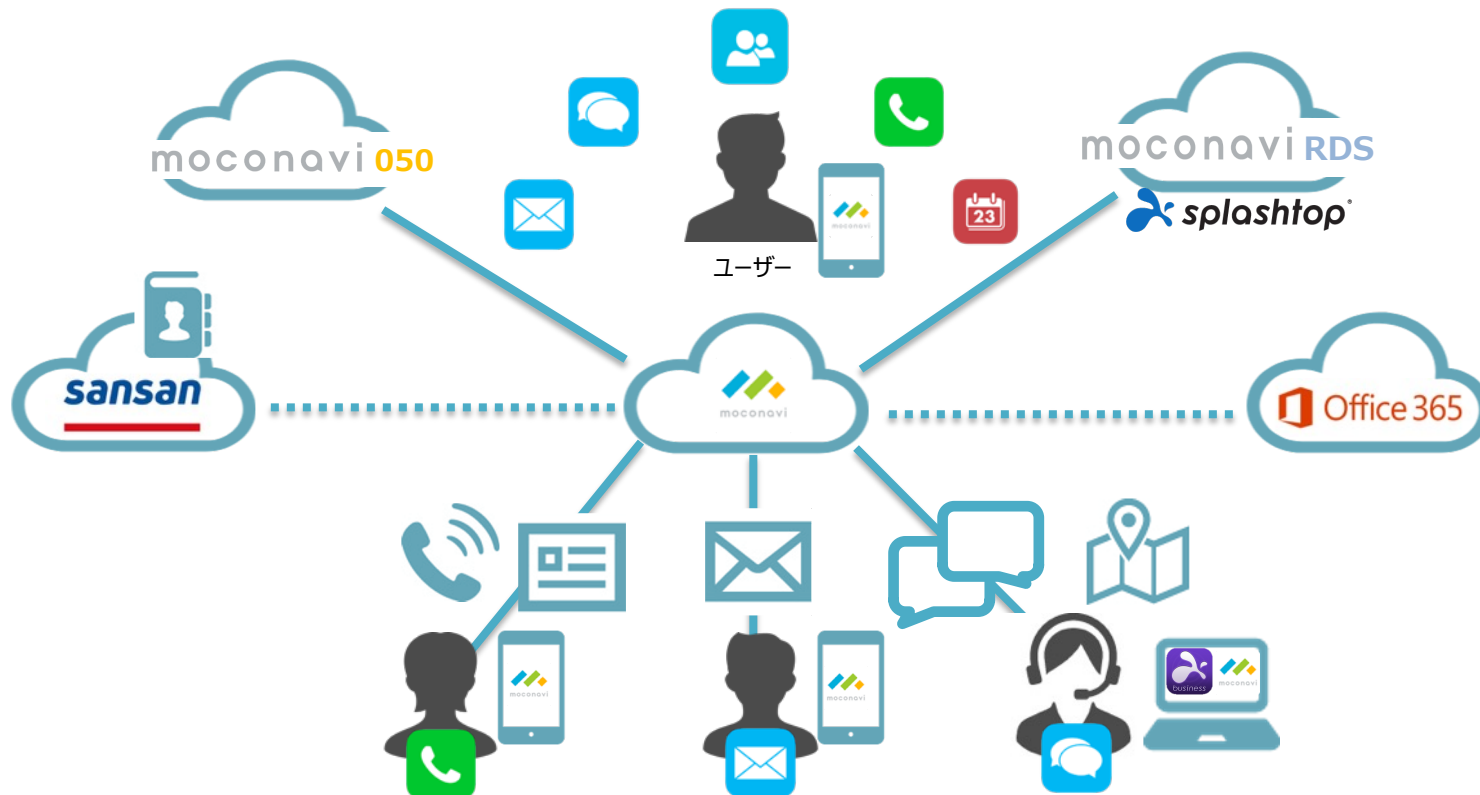 moconavi 050
moconavi RDS
splashtop®
23
moconavi
ユーザー
sansan
moconavi
Office 365
moconavi
moconavi
business
moconavi